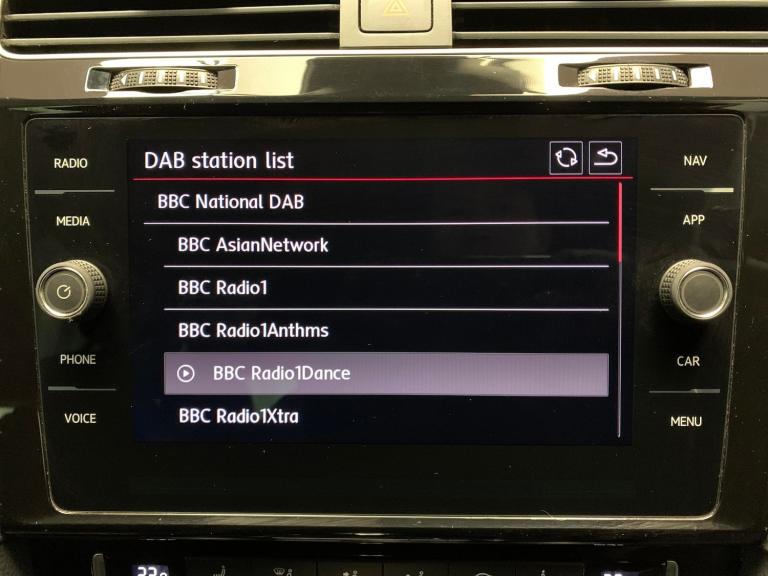 RADIO
MEDIA
PHONE
VOICE
DAB station list
BBC National DAB
BBC AsianNetwork
BBC Radio1
BBC Radio1Anthms
BBC Radio1Dance
BBC Radio1Xtra
NAV
APP
CAR
MENU